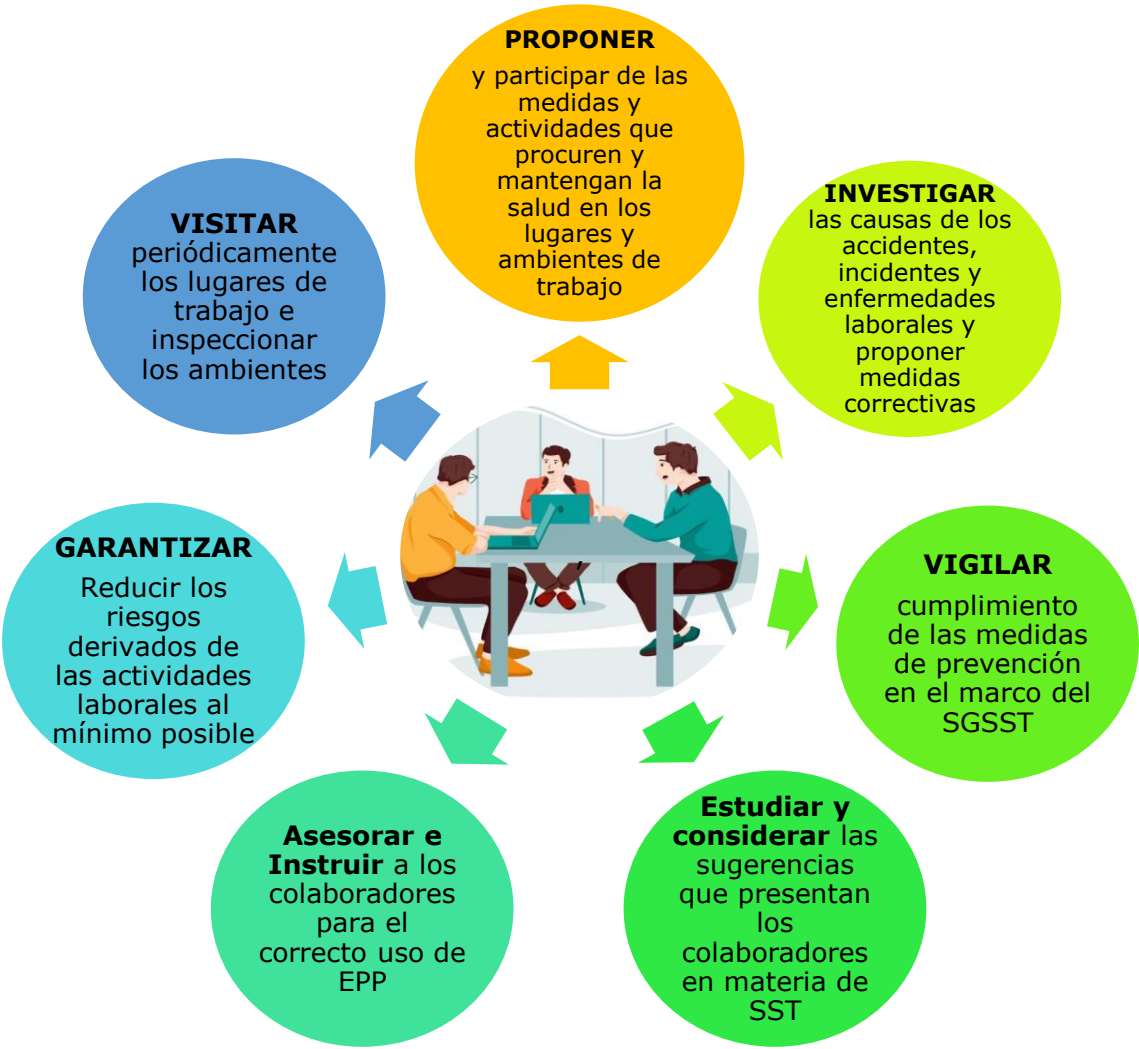 PROPONER
y participar de las
medidas y
actividades que
procuren y
mantengan la
salud en los
lugares y
ambientes de
trabajo
INVESTIGAR
las causas de los
accidentes,
incidentes y
enfermedades
laborales y
proponer
medidas
correctivas
VIGILAR
cumplimiento
de las medidas
de prevención
en el marco del
SGSST
Estudiar y
considerar las
sugerencias
que presentan
los
colaboradores
en materia de
SST
Asesorar e
Instruir a los
colaboradores
para el
correcto uso de
EPP
GARANTIZAR
Reducir los
riesgos
derivados de
las actividades
laborales al
mínimo posible
VISITAR
periódicamente
los lugares de
trabajo e
inspeccionar
los ambientes